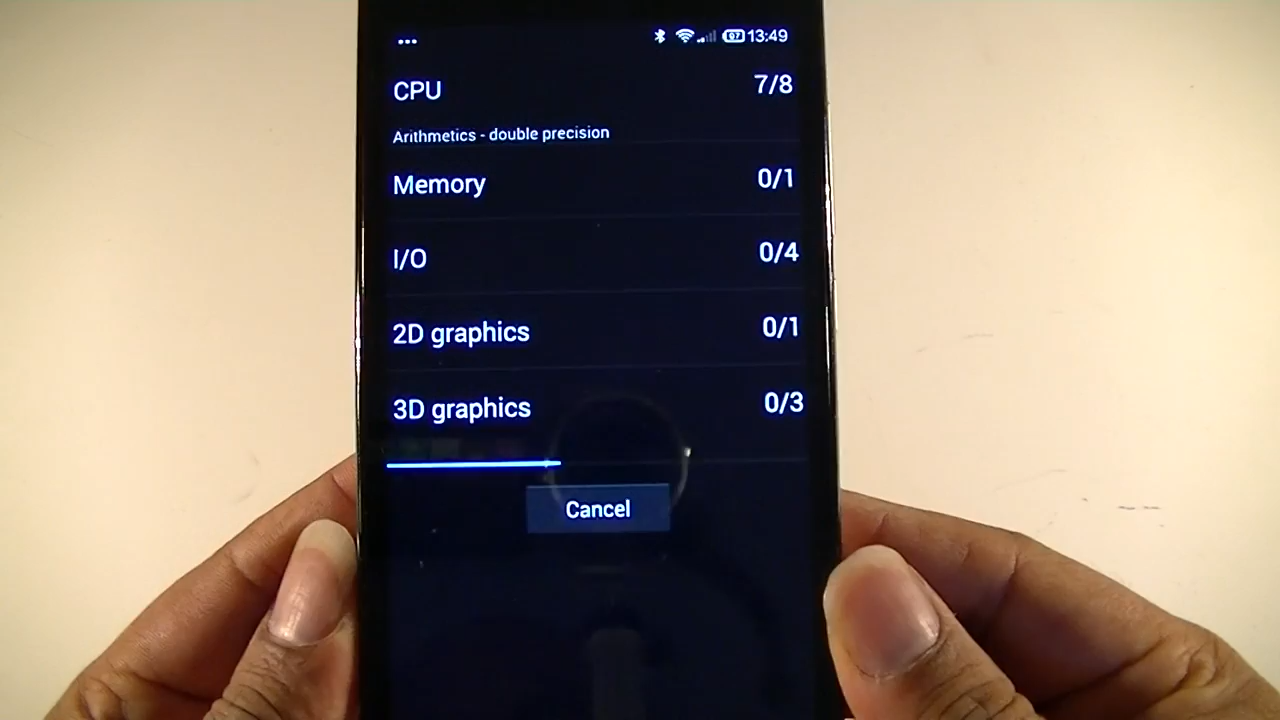 ... 97 13:49
CPU 7/8
Arithmetics - double precision
Memory 0/1
I/O 0/4
2D graphics 0/1
3D graphics 0/3
Cancel